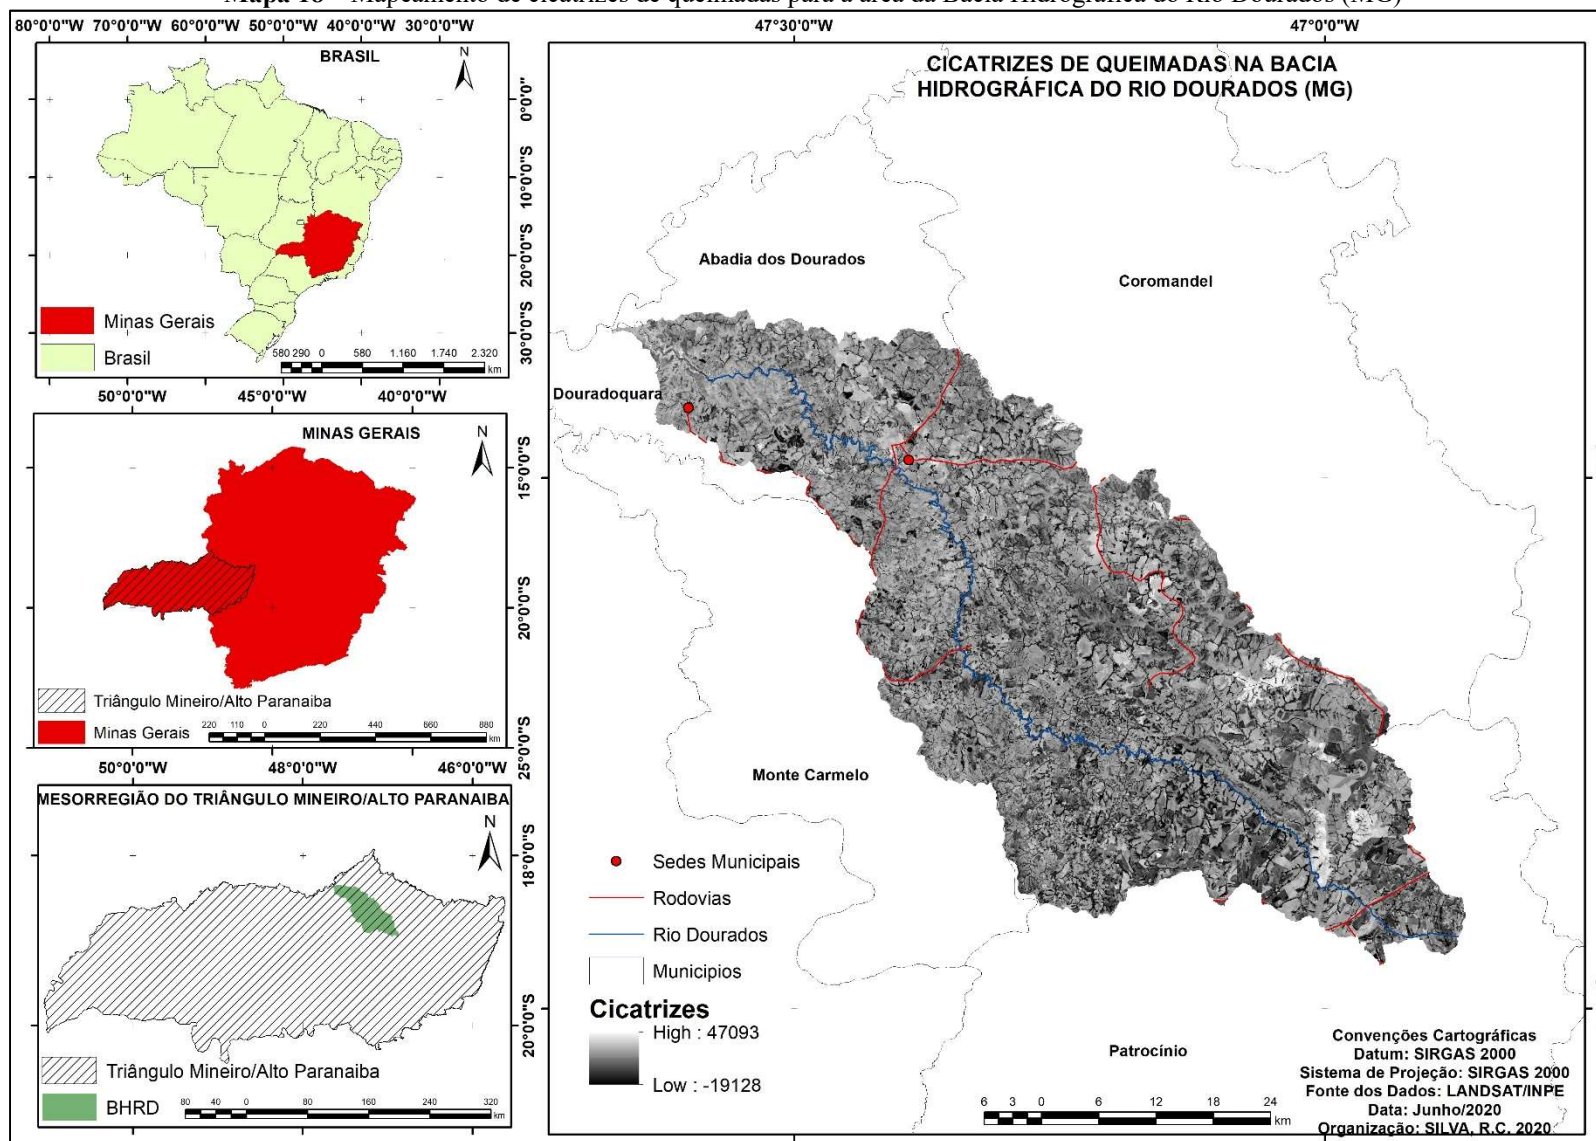 Mapa 18 – Mapeamento de cicatrizes de queimadas para a área da Bacia Hidrográfica do Rio Dourados (MG)
80°0'0"W 70°0'0"W 60°0'0"W 50°0'0"W 40°0'0"W 30°0'0"W
BRASIL
N
0°0'0"
10°0'0"S
20°0'0"S
30°0'0"S
Minas Gerais
Brasil
580 290 0 580 1.160 1.740 2.320
km
50°0'0"W 45°0'0"W 40°0'0"W
MINAS GERAIS
N
15°0'0"S
20°0'0"S
25°0'0"S
Triângulo Mineiro/Alto Paranaiba
Minas Gerais
220 110 0 220 440 660 880
km
50°0'0"W 48°0'0"W 46°0'0"W
MESORREGIÃO DO TRIÂNGULO MINEIRO/ALTO PARANAIBA
N
18°0'0"S
20°0'0"S
Triângulo Mineiro/Alto Paranaiba
BHRD
80 40 0 80 160 240 320
km
47°30'0"W 47°0'0"W
CICATRIZES DE QUEIMADAS NA BACIA
HIDROGRÁFICA DO RIO DOURADOS (MG)
Abadia dos Dourados
Coromandel
Douradoquara
Monte Carmelo
Patrocínio
Sedes Municipais
Rodovias
Rio Dourados
Municipios
Cicatrizes
High : 47093
Low : -19128
6 3 0 6 12 18 24
km
Convenções Cartográficas
Datum: SIRGAS 2000
Sistema de Projeção: SIRGAS 2000
Fonte dos Dados: LANDSAT/INPE
Data: Junho/2020
Organização: SILVA, R.C. 2020